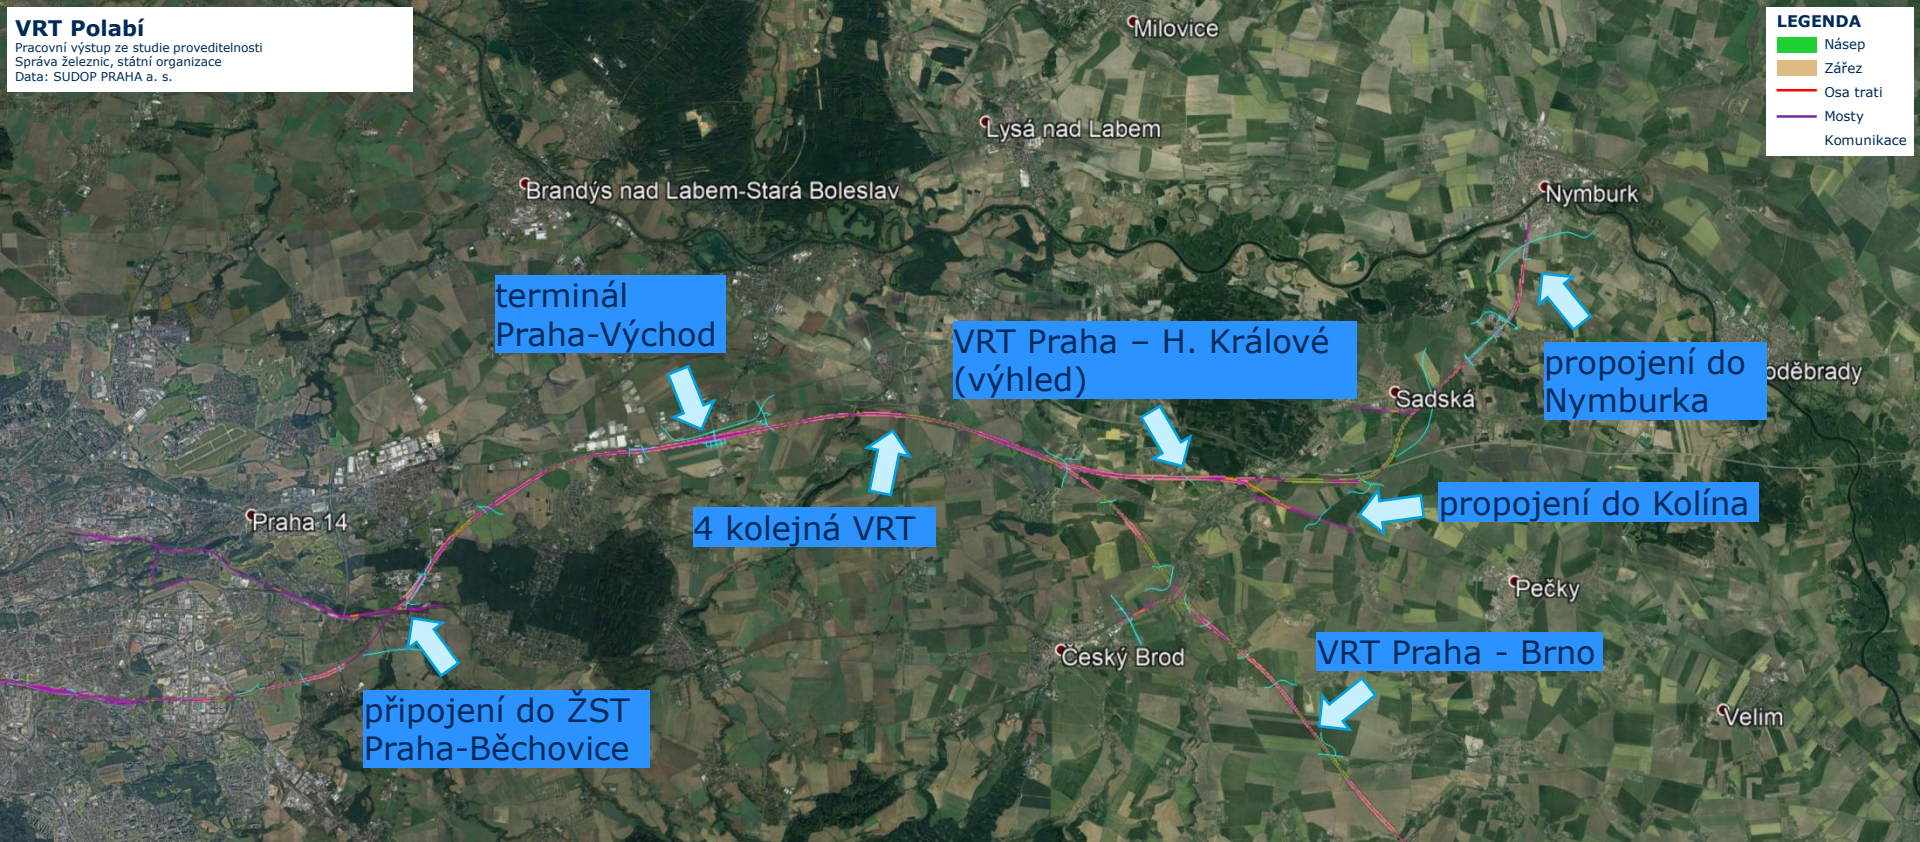 VRT Polabí
Pracovní výstup ze studie proveditelnosti
Správa železnic, státní organizace
Data: SUDOP PRAHA a. s.
LEGENDA
Násep
Zářez
Osa trati
Mosty
Komunikace
Milovice
Lysá nad Labem
Brandýs nad Labem-Stará Boleslav
Nymburk
terminál
Praha-Východ
VRT Praha – H. Králové
(výhled)
propojení do
Nymburka
oděbrady
Sadská
4 kolejná VRT
propojení do Kolína
Praha 14
Pečky
Český Brod
VRT Praha - Brno
připojení do ŽST
Praha-Běchovice
Velim